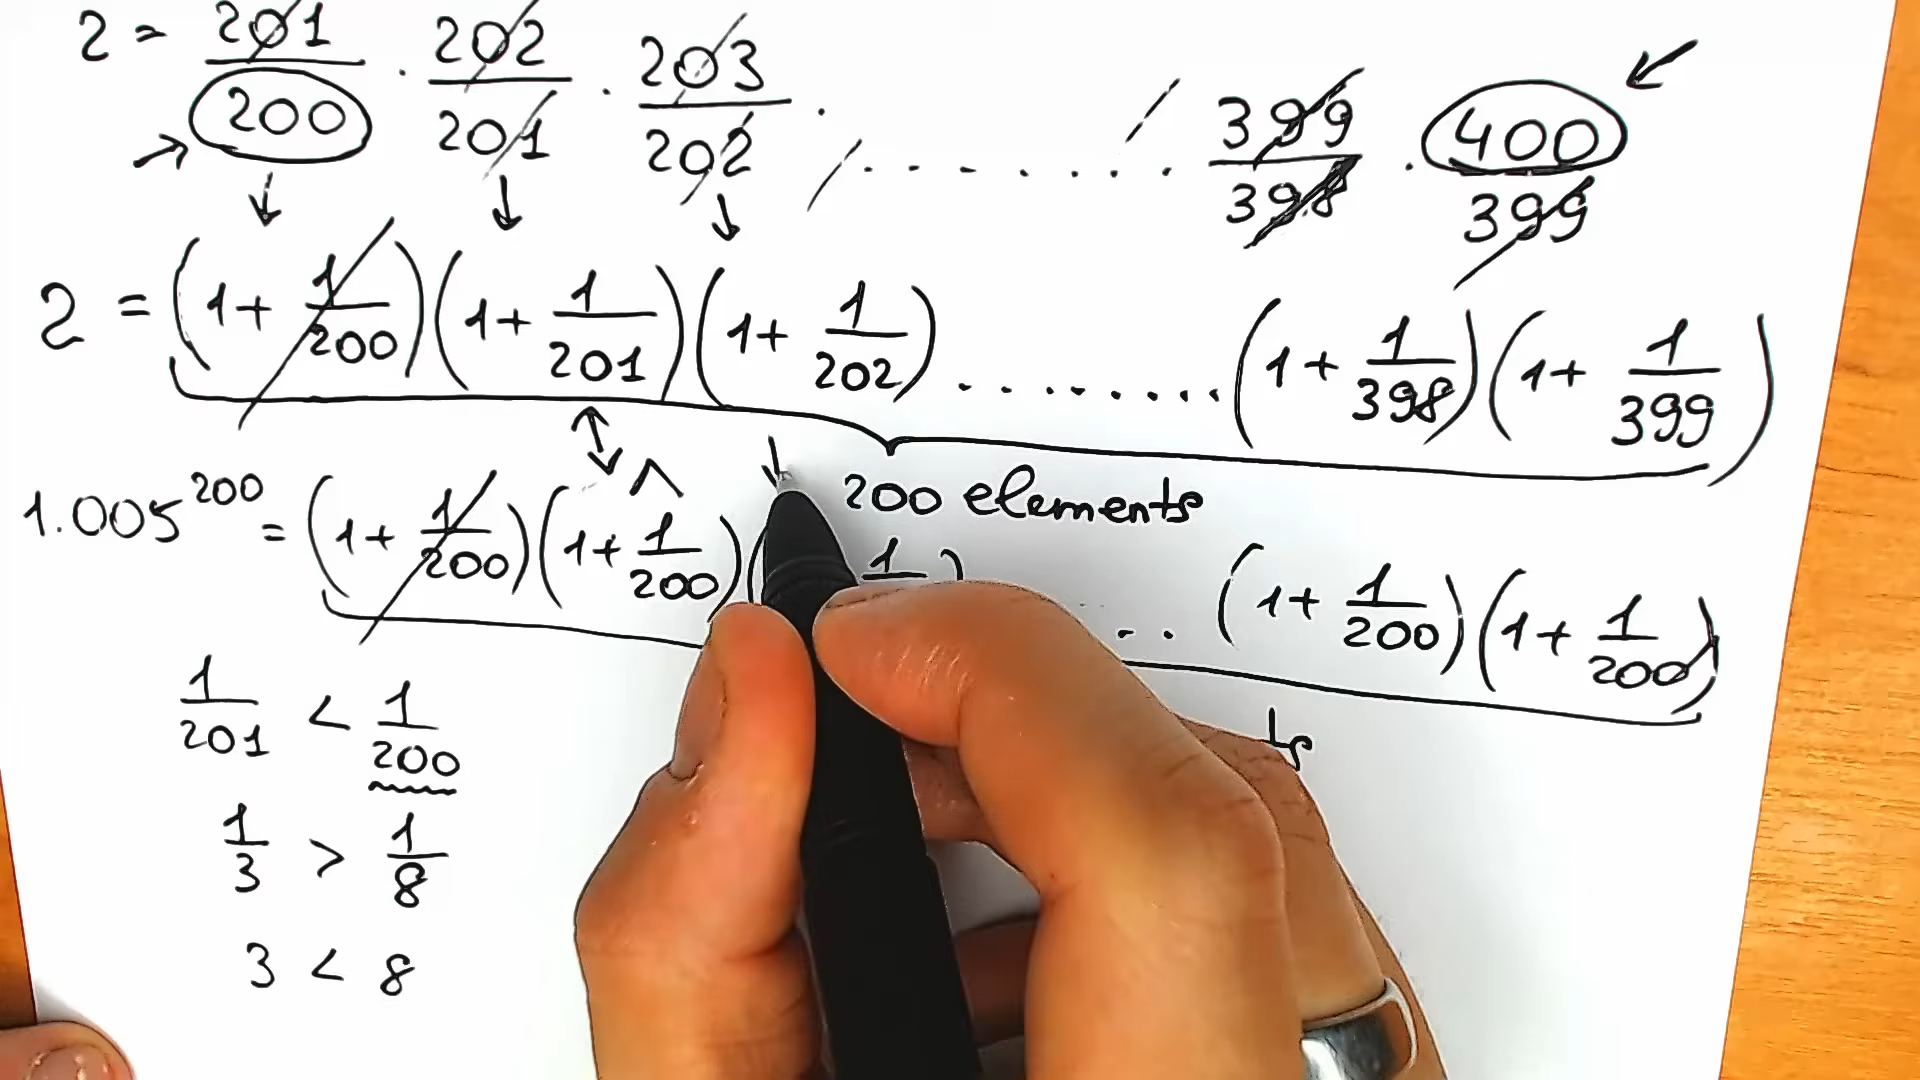 2 = 201/200 · 202/201 · 203/202 · / / ........ 399/398 · 400/399
2 = (1 + 1/200)(1 + 1/201)(1 + 1/202) ........ (1 + 1/398)(1 + 1/399)
200 elements
1.005^200 = (1 + 1/200)(1 + 1/200)( 1 ) .. (1 + 1/200)(1 + 1/200)
ts
1/201 < 1/200
1/3 > 1/8
3 < 8